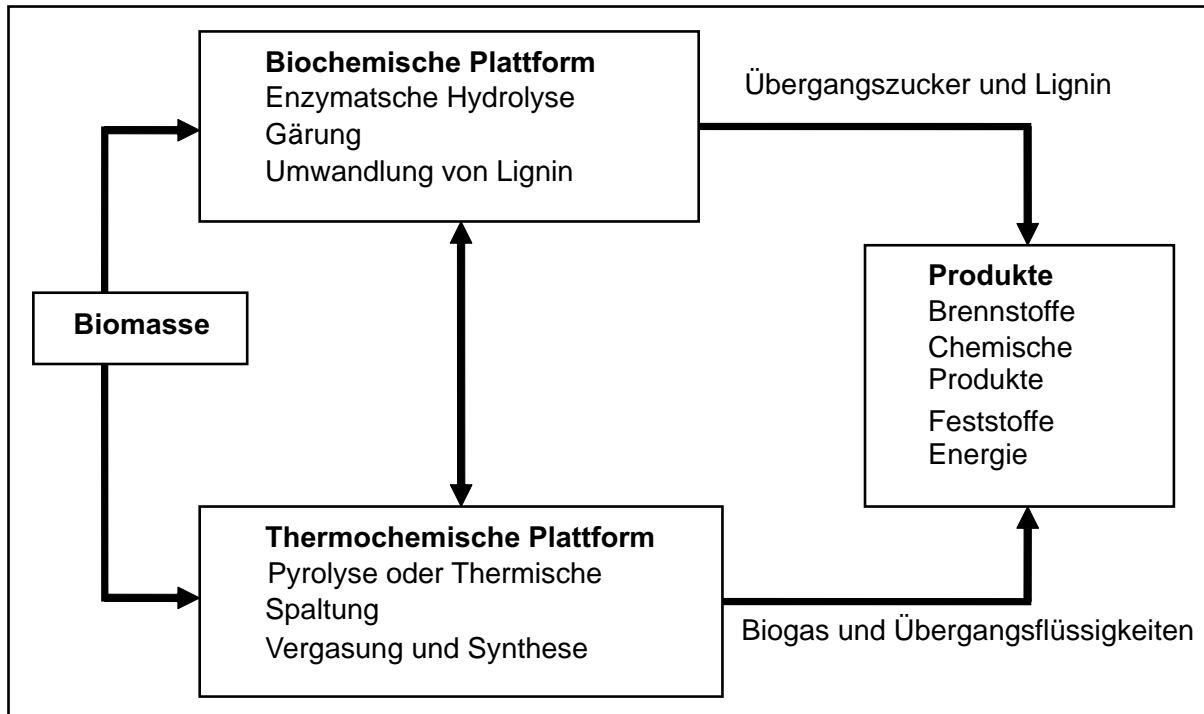 Biochemische Plattform
Enzymatsche Hydrolyse
Gärung
Umwandlung von Lignin
Übergangszucker und Lignin
Biomasse
Produkte
Brennstoffe
Chemische
Produkte
Feststoffe
Energie
Thermochemische Plattform
Pyrolyse oder Thermische
Spaltung
Vergasung und Synthese
Biogas und Übergangsflüssigkeiten